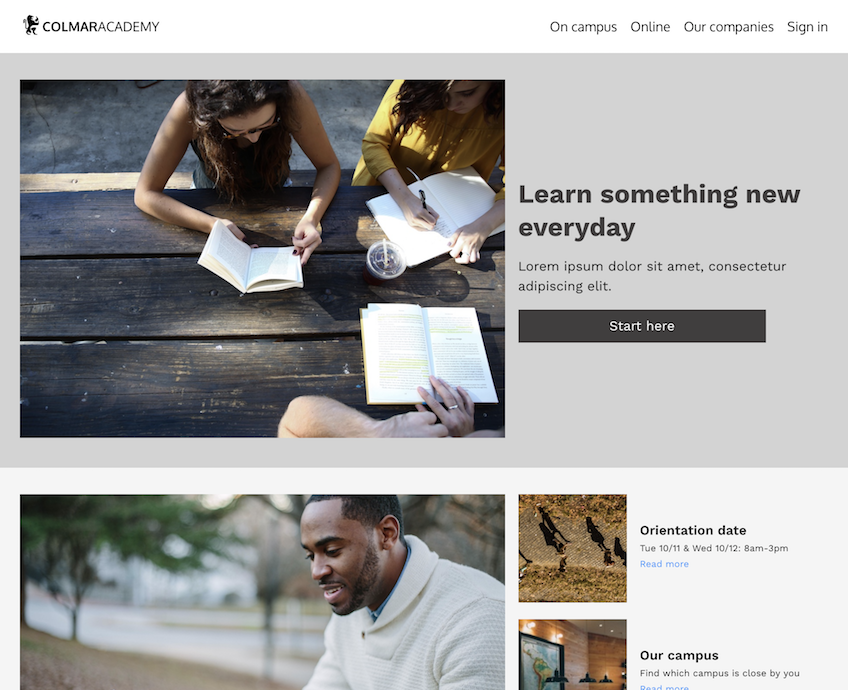 COLMARACADEMY
On campus Online Our companies Sign in
Learn something new
everyday
Lorem ipsum dolor sit amet, consectetur
adipiscing elit.
Start here
Orientation date
Tue 10/11 & Wed 10/12: 8am-3pm
Read more
Our campus
Find which campus is close by you
Read more